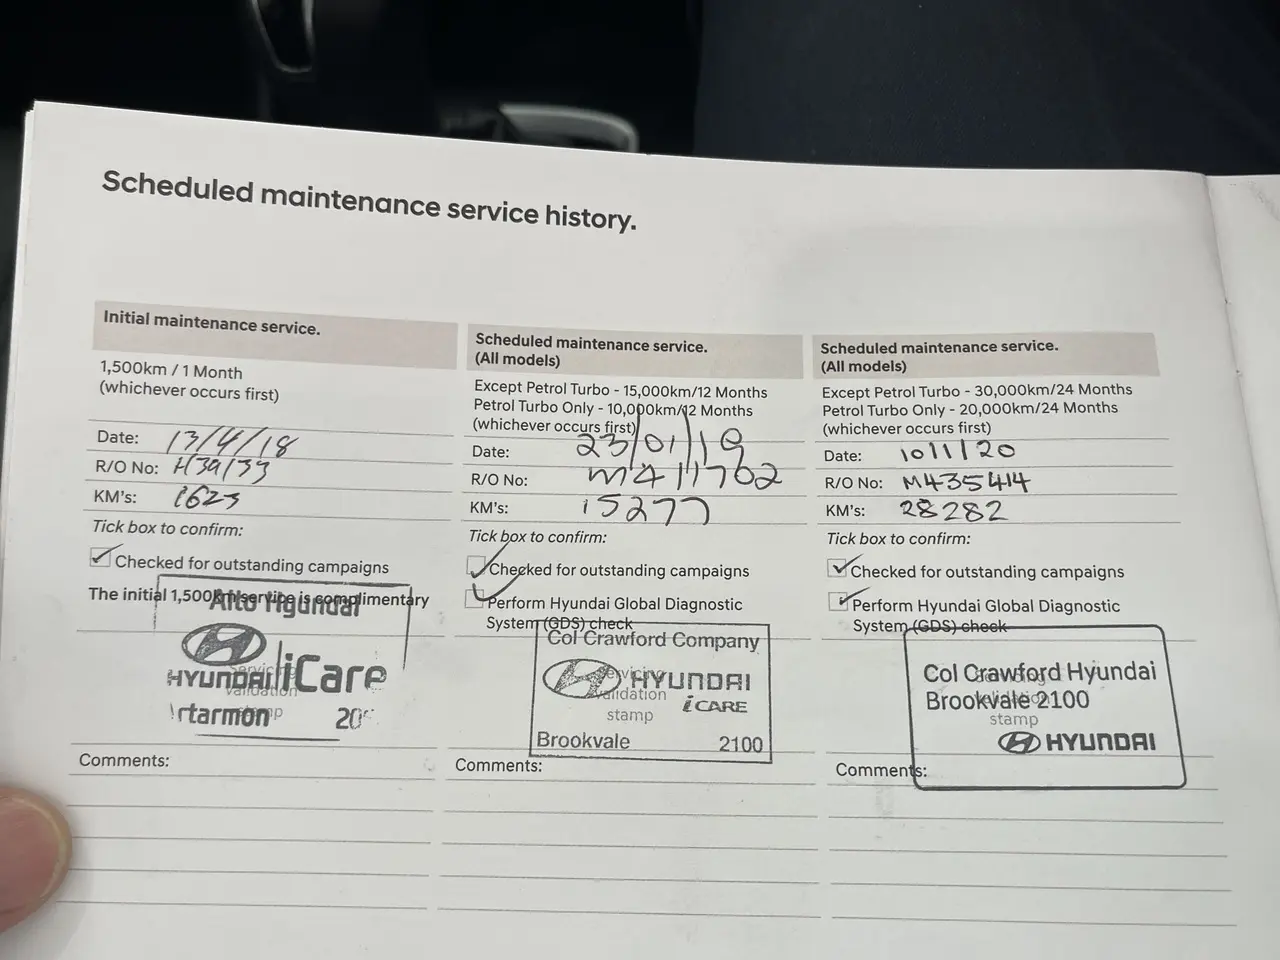 Scheduled maintenance service history.
Initial maintenance service.
1,500km / 1 Month
(whichever occurs first)
Date: 13/4/18
R/O No: H39133
KM's: 1623
Tick box to confirm:
Checked for outstanding campaigns
The initial 1,500km service is complimentary
Hyundai
HYUNDAI iCare
Servicing
validation
stamp
Comments:
Scheduled maintenance service.
(All models)
Except Petrol Turbo - 15,000km/12 Months
Petrol Turbo Only - 10,000km/12 Months
(whichever occurs first)
Date: 23/01/19
R/O No: M411702
KM's: 15277
Tick box to confirm:
Checked for outstanding campaigns
Perform Hyundai Global Diagnostic
System (GDS) check
Col Crawford Company
HYUNDAI
iCARE
Servicing
validation
stamp
Brookvale 2100
Comments:
Scheduled maintenance service.
(All models)
Except Petrol Turbo - 30,000km/24 Months
Petrol Turbo Only - 20,000km/24 Months
(whichever occurs first)
Date: 10/1/20
R/O No: M435414
KM's: 28282
Tick box to confirm:
Checked for outstanding campaigns
Perform Hyundai Global Diagnostic
System (GDS) check
Col Crawford Hyundai
Brookvale 2100
stamp
HYUNDAI
Comments: